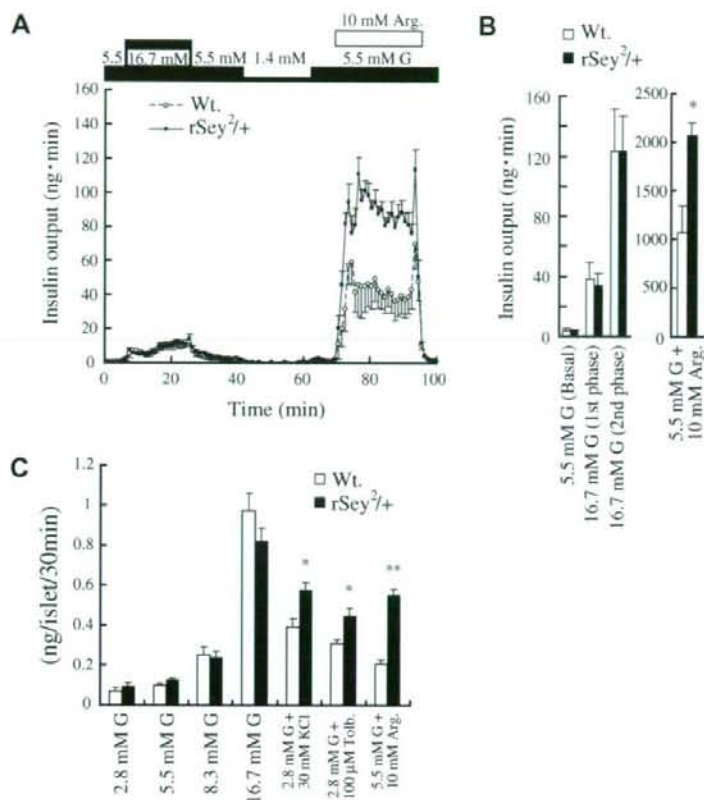 A
10 mM Arg.
5.5
16.7 mM
5.5 mM
1.4 mM
5.5 mM G
Wt.
rSey²/+
Insulin output (ng·min)
160
140
120
100
80
60
40
20
0
0
20
40
60
80
100
Time (min)
B
Wt.
rSey²/+
Insulin output (ng·min)
160
120
80
40
0
2500
2000
1500
1000
500
0
*
5.5 mM G (Basal)
16.7 mM G (1st phase)
16.7 mM G (2nd phase)
5.5 mM G +
10 mM Arg.
C
Wt.
rSey²/+
(ng/islet/30min)
1.2
1
0.8
0.6
0.4
0.2
0
*
*
**
2.8 mM G
5.5 mM G
8.3 mM G
16.7 mM G
2.8 mM G +
30 mM KCl
2.8 mM G +
100 µM Tolb.
5.5 mM G +
10 mM Arg.